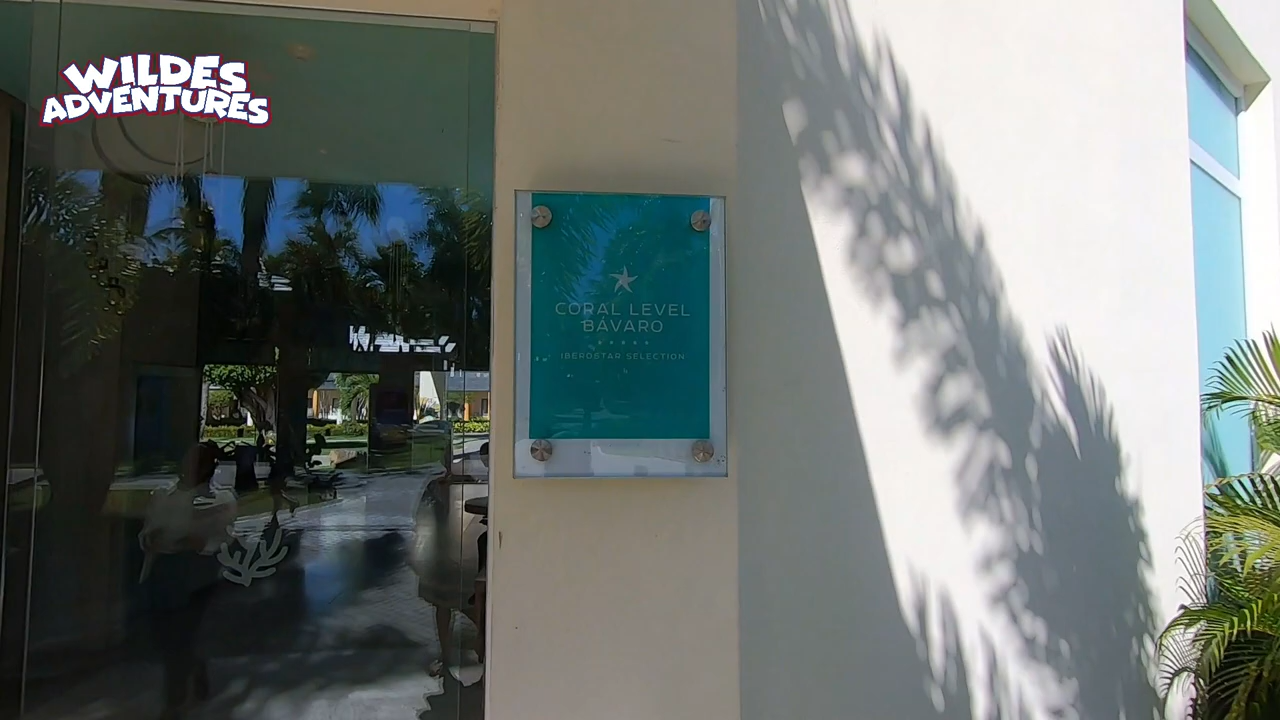 WILDES
ADVENTURES
CORAL LEVEL
BÁVARO
IBEROSTAR SELECTION